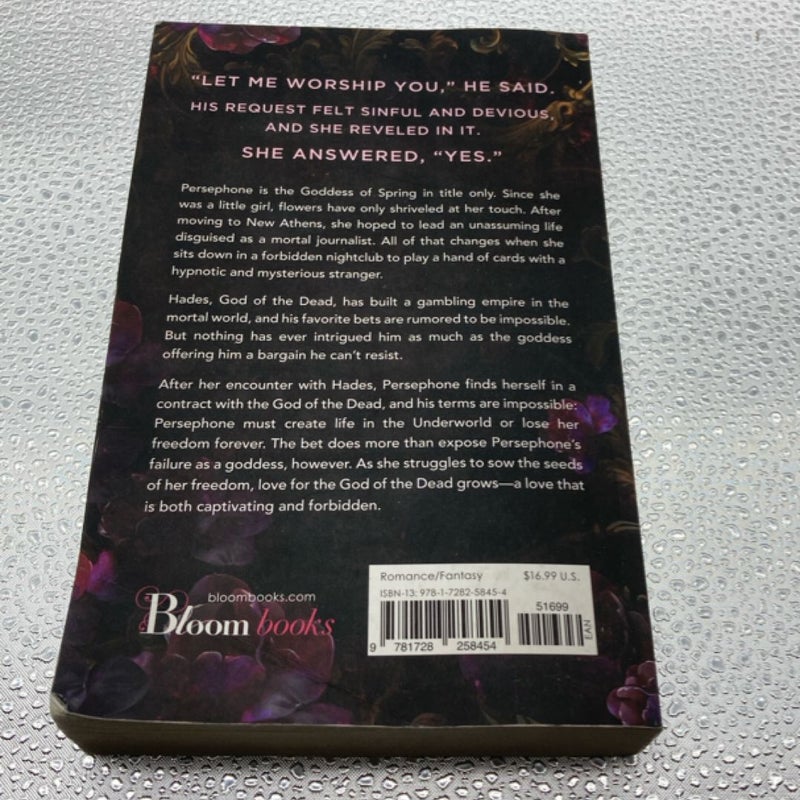 “LET ME WORSHIP YOU,” HE SAID.
HIS REQUEST FELT SINFUL AND DEVIOUS,
AND SHE REVELED IN IT.
SHE ANSWERED, “YES.”
Persephone is the Goddess of Spring in title only. Since she
was a little girl, flowers have only shriveled at her touch. After
moving to New Athens, she hoped to lead an unassuming life
disguised as a mortal journalist. All of that changes when she
sits down in a forbidden nightclub to play a hand of cards with a
hypnotic and mysterious stranger.
Hades, God of the Dead, has built a gambling empire in the
mortal world, and his favorite bets are rumored to be impossible.
But nothing has ever intrigued him as much as the goddess
offering him a bargain he can’t resist.
After her encounter with Hades, Persephone finds herself in a
contract with the God of the Dead, and his terms are impossible:
Persephone must create life in the Underworld or lose her
freedom forever. The bet does more than expose Persephone’s
failure as a goddess, however. As she struggles to sow the seeds
of her freedom, love for the God of the Dead grows—a love that
is both captivating and forbidden.
bloombooks.com
Bloom books
Romance/Fantasy $16.99 U.S.
ISBN-13: 978-1-7282-5845-4
51699
EAN
9 781728 258454